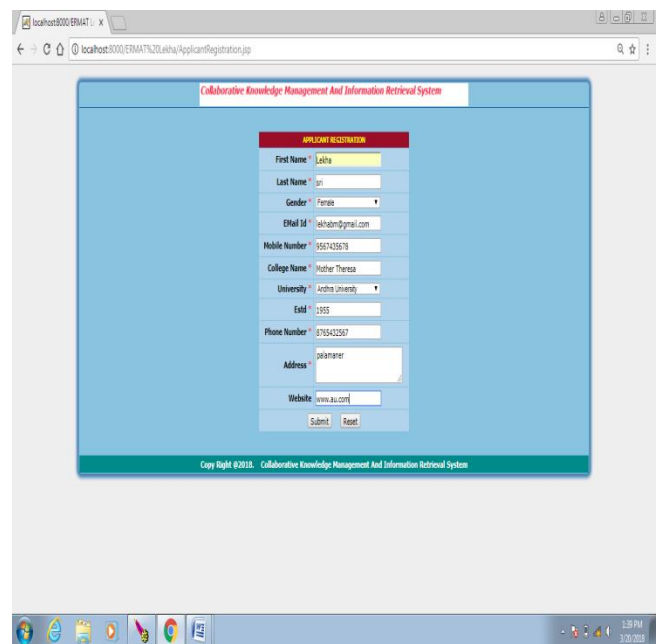 localhost:8000/ERMAT L
localhost:8000/ERMAT%20Lekha/ApplicantRegistration.jsp
Collaborative Knowledge Management And Information Retrieval System
APPLICANT REGISTRATION
First Name * Lekha
Last Name * sri
Gender * Female
EMail Id * lekhabm@gmail.com
Mobile Number * 9567435678
College Name * Mother Theresa
University * Andhra University
Estd * 1955
Phone Number * 8765432567
Address * palamaner
Website www.au.com
Submit Reset
Copy Right @2018. Collaborative Knowledge Management And Information Retrieval System
1:39 PM
3/20/2018